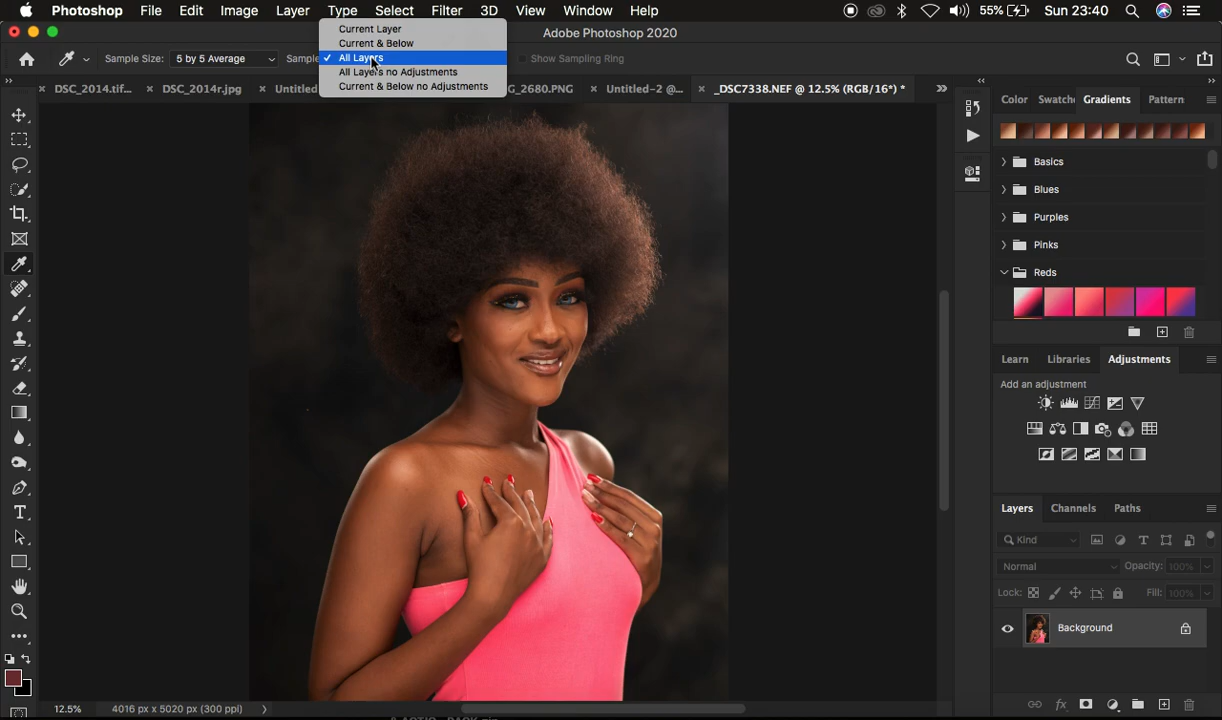 Photoshop File Edit Image Layer Type Select Filter 3D View Window Help 55% Sun 23:40
Adobe Photoshop 2020
Sample Size: 5 by 5 Average Sample
Current Layer
Current & Below
All Layers
All Layers no Adjustments
Current & Below no Adjustments
Show Sampling Ring
DSC_2014.tif... DSC_2014r.jpg Untitled G_2680.PNG Untitled-2 @... _DSC7338.NEF @ 12.5% (RGB/16*) *
Color Swatche Gradients Pattern
Basics
Blues
Purples
Pinks
Reds
Learn Libraries Adjustments
Add an adjustment
Layers Channels Paths
Kind
Normal Opacity: 100%
Lock: Fill: 100%
Background
12.5% 4016 px x 5020 px (300 ppi)